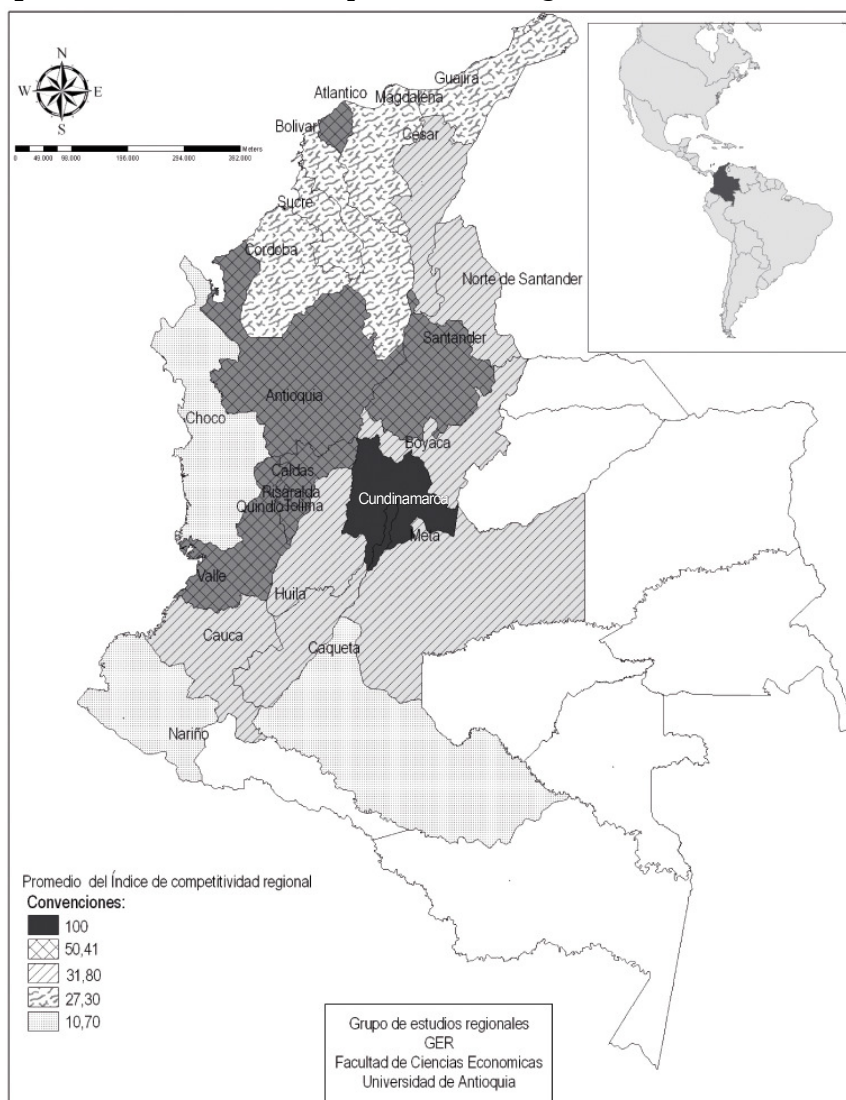 N
W E
S
0 49.000 98.000 196.000 294.000 392.000 Meters
Guajira
Atlantico
Magdalena
Bolivar
Cesar
Sucre
Cordoba
Norte de Santander
Santander
Antioquia
Choco
Boyaca
Caldas
Risaralda
Cundinamarca
Quindio
Tolima
Meta
Valle
Huila
Cauca
Caqueta
Nariño
Promedio del Índice de competitividad regional
Convenciones:
100
50,41
31,80
27,30
10,70
Grupo de estudios regionales
GER
Facultad de Ciencias Economicas
Universidad de Antioquia